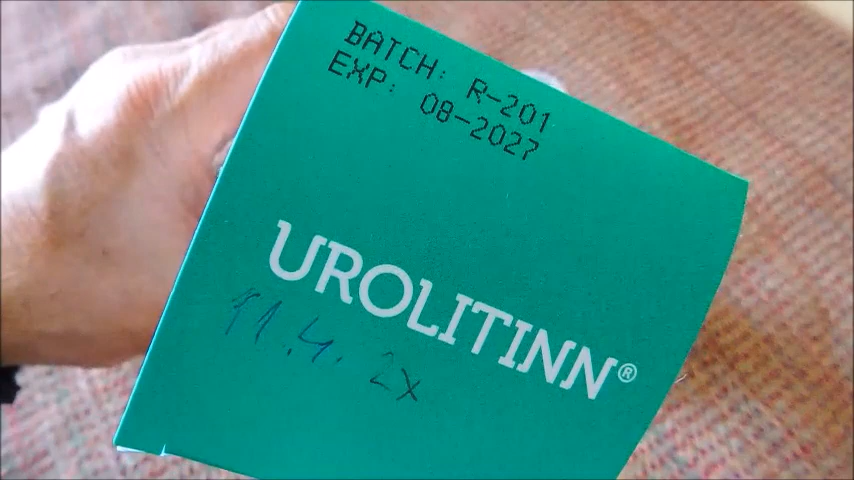 BATCH: R-201
EXP: 08-2027
UROLITINN®
11.4. 2x